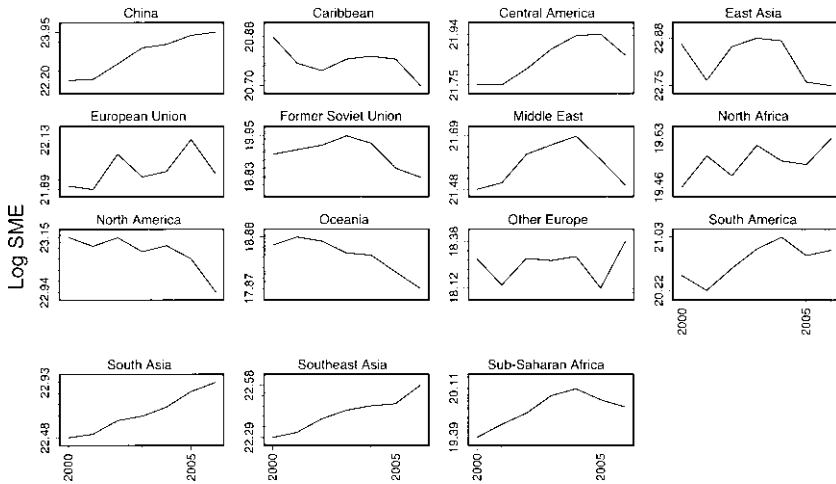 China
23.95
22.20
Caribbean
20.88
20.70
Central America
21.94
21.75
East Asia
22.88
22.75
European Union
22.13
21.89
Former Soviet Union
19.95
18.83
Middle East
21.69
21.48
North Africa
19.63
19.46
Log SME
North America
23.15
22.94
Oceania
18.88
17.87
Other Europe
18.36
18.12
South America
21.03
20.22
2000
2005
South Asia
22.93
22.48
2000
2005
Southeast Asia
22.58
22.29
2000
2005
Sub-Saharan Africa
20.11
19.39
2000
2005